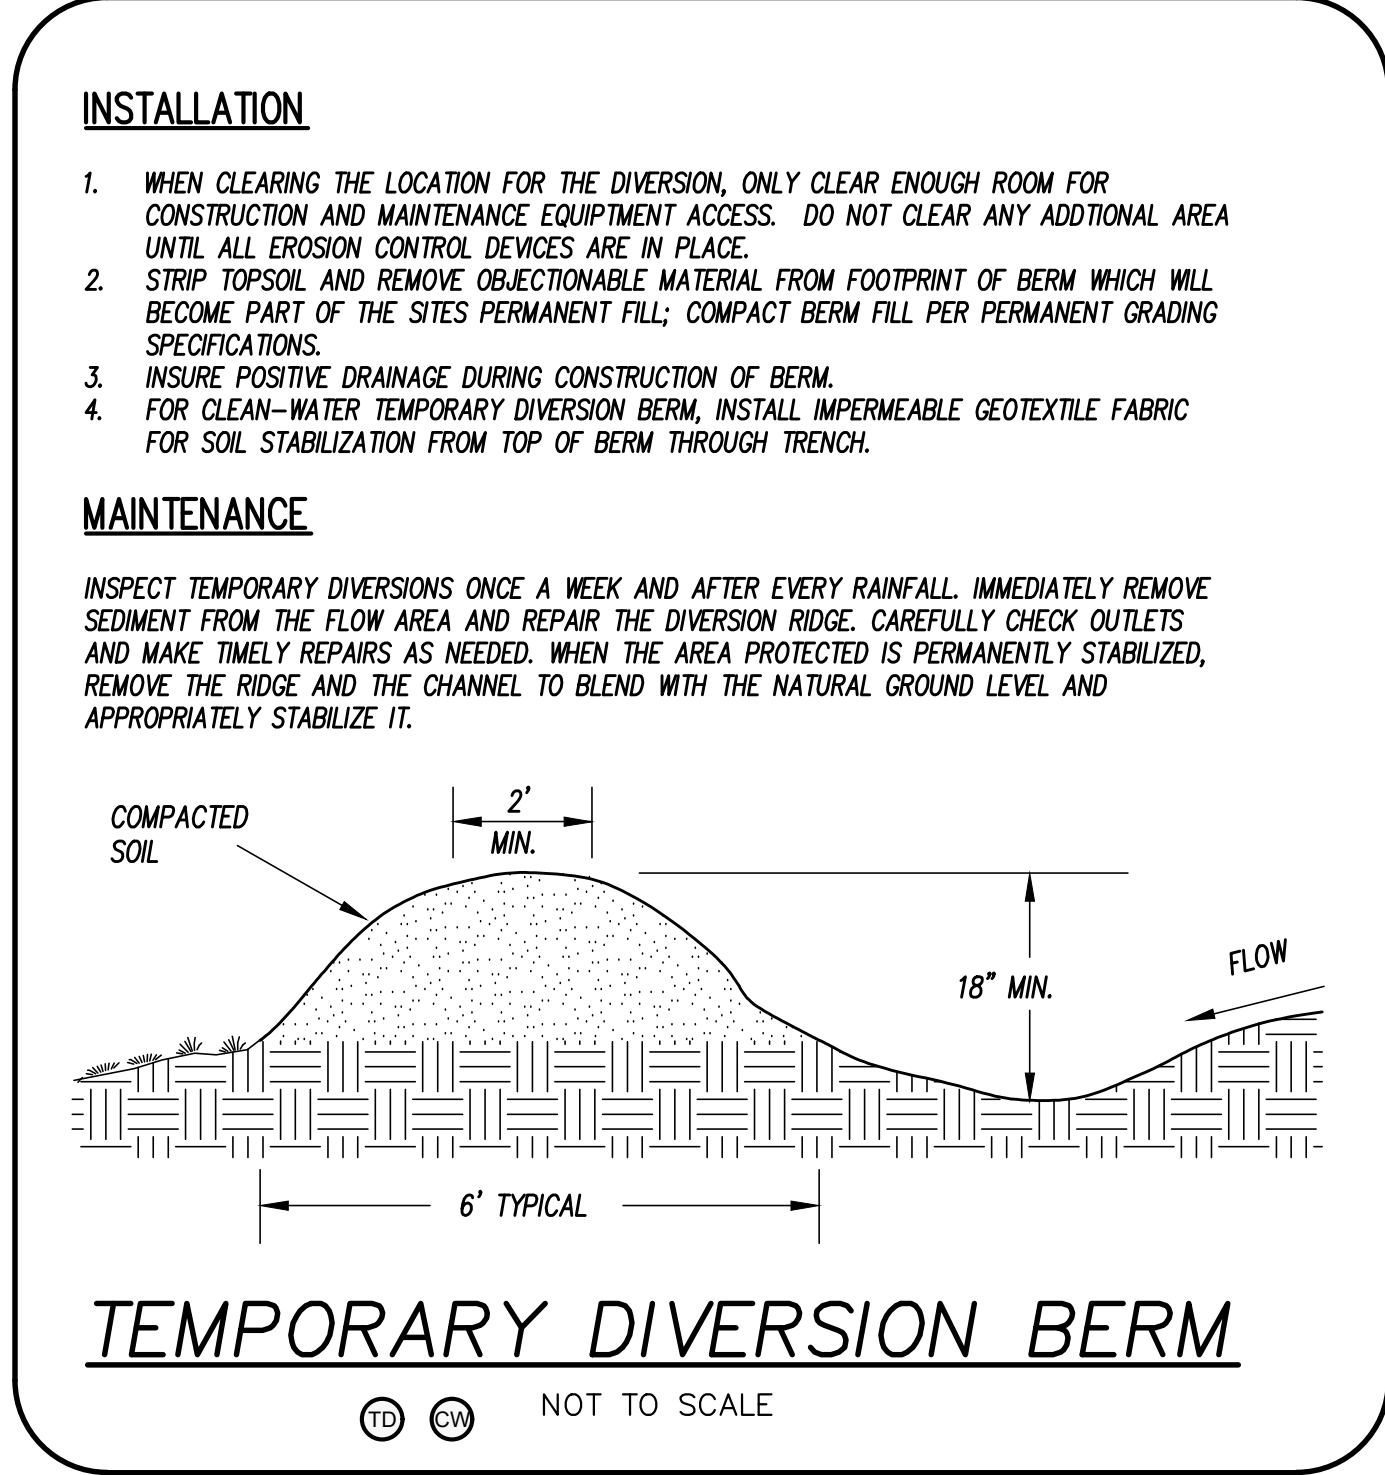 INSTALLATION
1. WHEN CLEARING THE LOCATION FOR THE DIVERSION, ONLY CLEAR ENOUGH ROOM FOR
CONSTRUCTION AND MAINTENANCE EQUIPTMENT ACCESS. DO NOT CLEAR ANY ADDTIONAL AREA
UNTIL ALL EROSION CONTROL DEVICES ARE IN PLACE.
2. STRIP TOPSOIL AND REMOVE OBJECTIONABLE MATERIAL FROM FOOTPRINT OF BERM WHICH WILL
BECOME PART OF THE SITES PERMANENT FILL; COMPACT BERM FILL PER PERMANENT GRADING
SPECIFICATIONS.
3. INSURE POSITIVE DRAINAGE DURING CONSTRUCTION OF BERM.
4. FOR CLEAN-WATER TEMPORARY DIVERSION BERM, INSTALL IMPERMEABLE GEOTEXTILE FABRIC
FOR SOIL STABILIZATION FROM TOP OF BERM THROUGH TRENCH.
MAINTENANCE
INSPECT TEMPORARY DIVERSIONS ONCE A WEEK AND AFTER EVERY RAINFALL. IMMEDIATELY REMOVE
SEDIMENT FROM THE FLOW AREA AND REPAIR THE DIVERSION RIDGE. CAREFULLY CHECK OUTLETS
AND MAKE TIMELY REPAIRS AS NEEDED. WHEN THE AREA PROTECTED IS PERMANENTLY STABILIZED,
REMOVE THE RIDGE AND THE CHANNEL TO BLEND WITH THE NATURAL GROUND LEVEL AND
APPROPRIATELY STABILIZE IT.
COMPACTED
SOIL
2'
MIN.
18" MIN.
FLOW
6' TYPICAL
TEMPORARY DIVERSION BERM
TD CW NOT TO SCALE